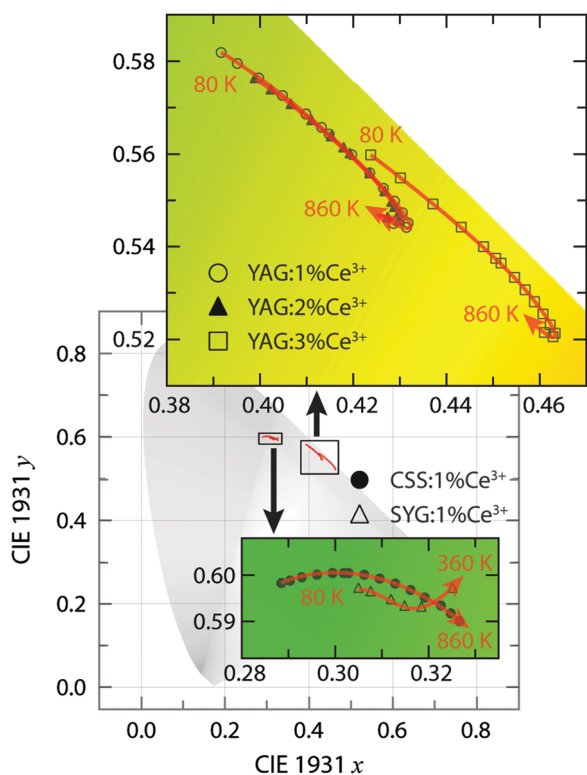 0.58
80 K
80 K
0.56
860 K
0.54
YAG:1%Ce³⁺
YAG:2%Ce³⁺
860 K
YAG:3%Ce³⁺
0.52
0.38 0.40 0.42 0.44 0.46
0.8
0.6
CSS:1%Ce³⁺
SYG:1%Ce³⁺
CIE 1931 y
0.4
360 K
0.60
80 K
0.2
0.59
860 K
0.28 0.30 0.32
0.0
0.0 0.2 0.4 0.6 0.8
CIE 1931 x